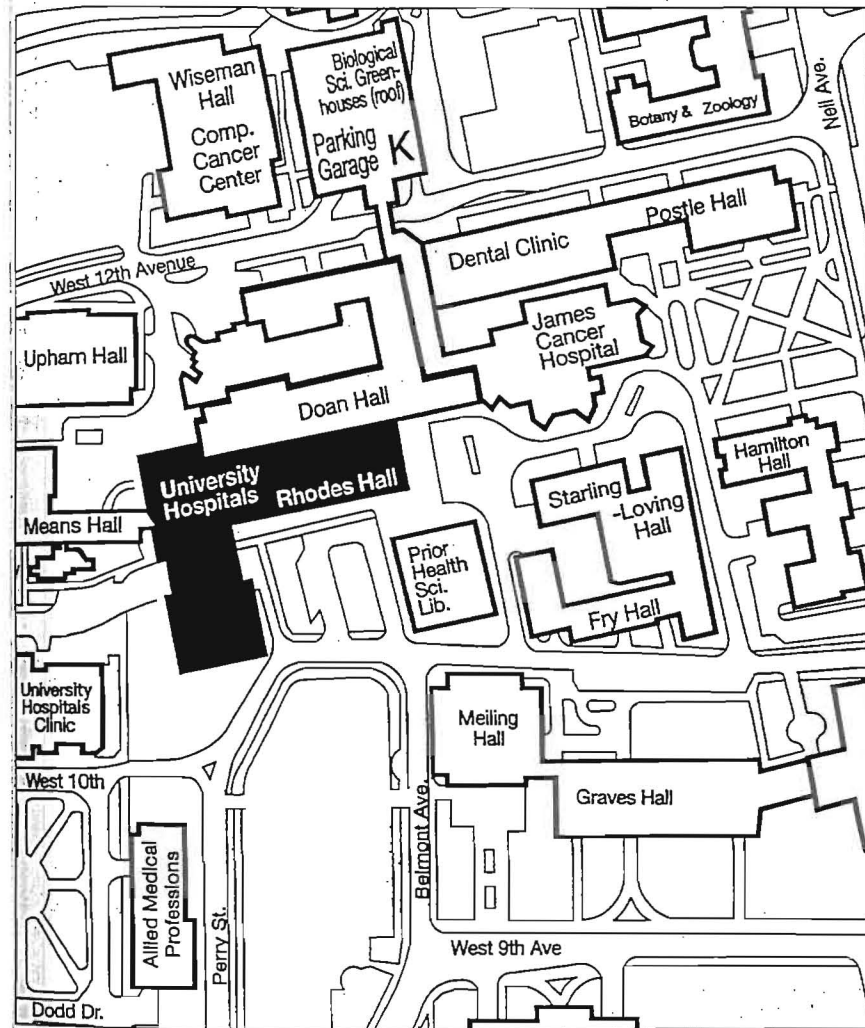 Wiseman
Hall
Comp.
Cancer
Center
Biological
Sci. Green-
houses (roof)
Parking
Garage K
Botany & Zoology
Neil Ave.
Postle Hall
Dental Clinic
West 12th Avenue
James
Cancer
Hospital
Upham Hall
Doan Hall
Hamilton
Hall
University
Hospitals
Rhodes Hall
Starling
-Loving
Hall
Means Hall
Prior
Health
Sci.
Lib.
Fry Hall
University
Hospitals
Clinic
Meiling
Hall
West 10th
Graves Hall
Belmont Ave.
Allied Medical
Professions
Perry St.
West 9th Ave
Dodd Dr.